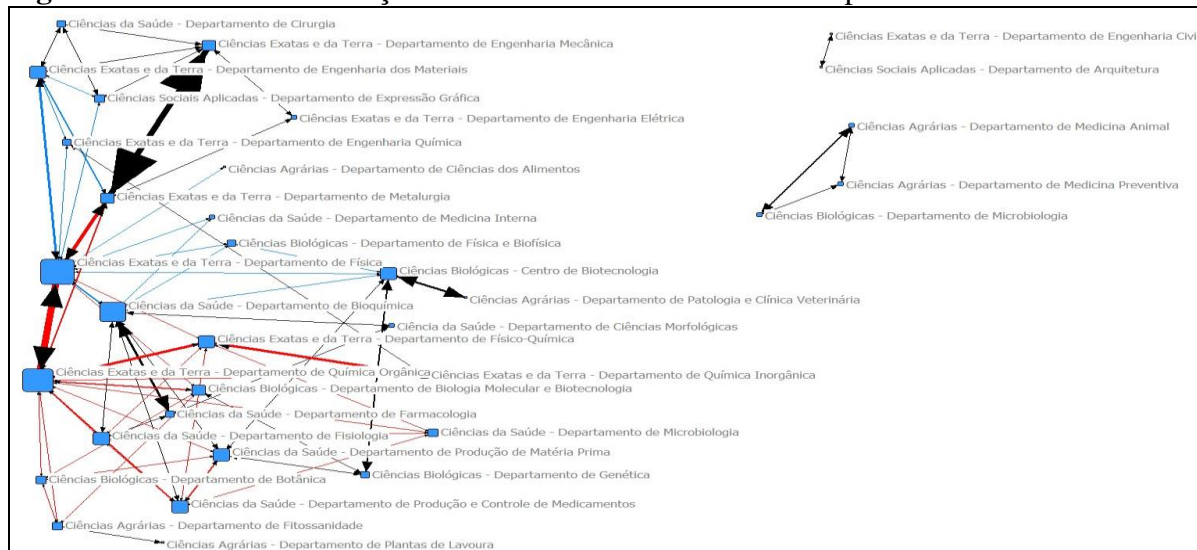 Ciências da Saúde - Departamento de Cirurgia
Ciências Exatas e da Terra - Departamento de Engenharia Civi
Ciências Exatas e da Terra - Departamento de Engenharia Mecânica
Ciências Exatas e da Terra - Departamento de Engenharia dos Materiais
Ciências Sociais Aplicadas - Departamento de Arquitetura
Ciências Sociais Aplicadas - Departamento de Expressão Gráfica
Ciências Exatas e da Terra - Departamento de Engenharia Elétrica
Ciências Agrárias - Departamento de Medicina Animal
Ciências Exatas e da Terra - Departamento de Engenharia Química
Ciências Agrárias - Departamento de Ciências dos Alimentos
Ciências Agrárias - Departamento de Medicina Preventiva
Ciências Exatas e da Terra - Departamento de Metalurgia
Ciências Biológicas - Departamento de Microbiologia
Ciências da Saúde - Departamento de Medicina Interna
Ciências Biológicas - Departamento de Física e Biofísica
Ciências Exatas e da Terra - Departamento de Física
Ciências Biológicas - Centro de Biotecnologia
Ciências Agrárias - Departamento de Patologia e Clínica Veterinária
Ciências da Saúde - Departamento de Bioquímica
Ciência da Saúde - Departamento de Ciências Morfológicas
Ciências Exatas e da Terra - Departamento de Físico-Química
Ciências Exatas e da Terra - Departamento de Química Orgânica
Ciências Exatas e da Terra - Departamento de Química Inorgânica
Ciências Biológicas - Departamento de Biologia Molecular e Biotecnologia
Ciências da Saúde - Departamento de Farmacologia
Ciências da Saúde - Departamento de Fisiologia
Ciências da Saúde - Departamento de Microbiologia
Ciências da Saúde - Departamento de Produção de Matéria Prima
Ciências Biológicas - Departamento de Genética
Ciências Biológicas - Departamento de Botânica
Ciências da Saúde - Departamento de Produção e Controle de Medicamentos
Ciências Agrárias - Departamento de Fitossanidade
Ciências Agrárias - Departamento de Plantas de Lavoura